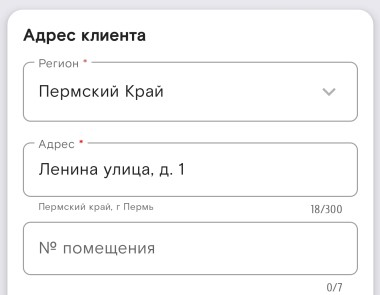 Адрес клиента
Регион *
Пермский Край
Адрес *
Ленина улица, д. 1
Пермский край, г Пермь
18/300
№ помещения
0/7